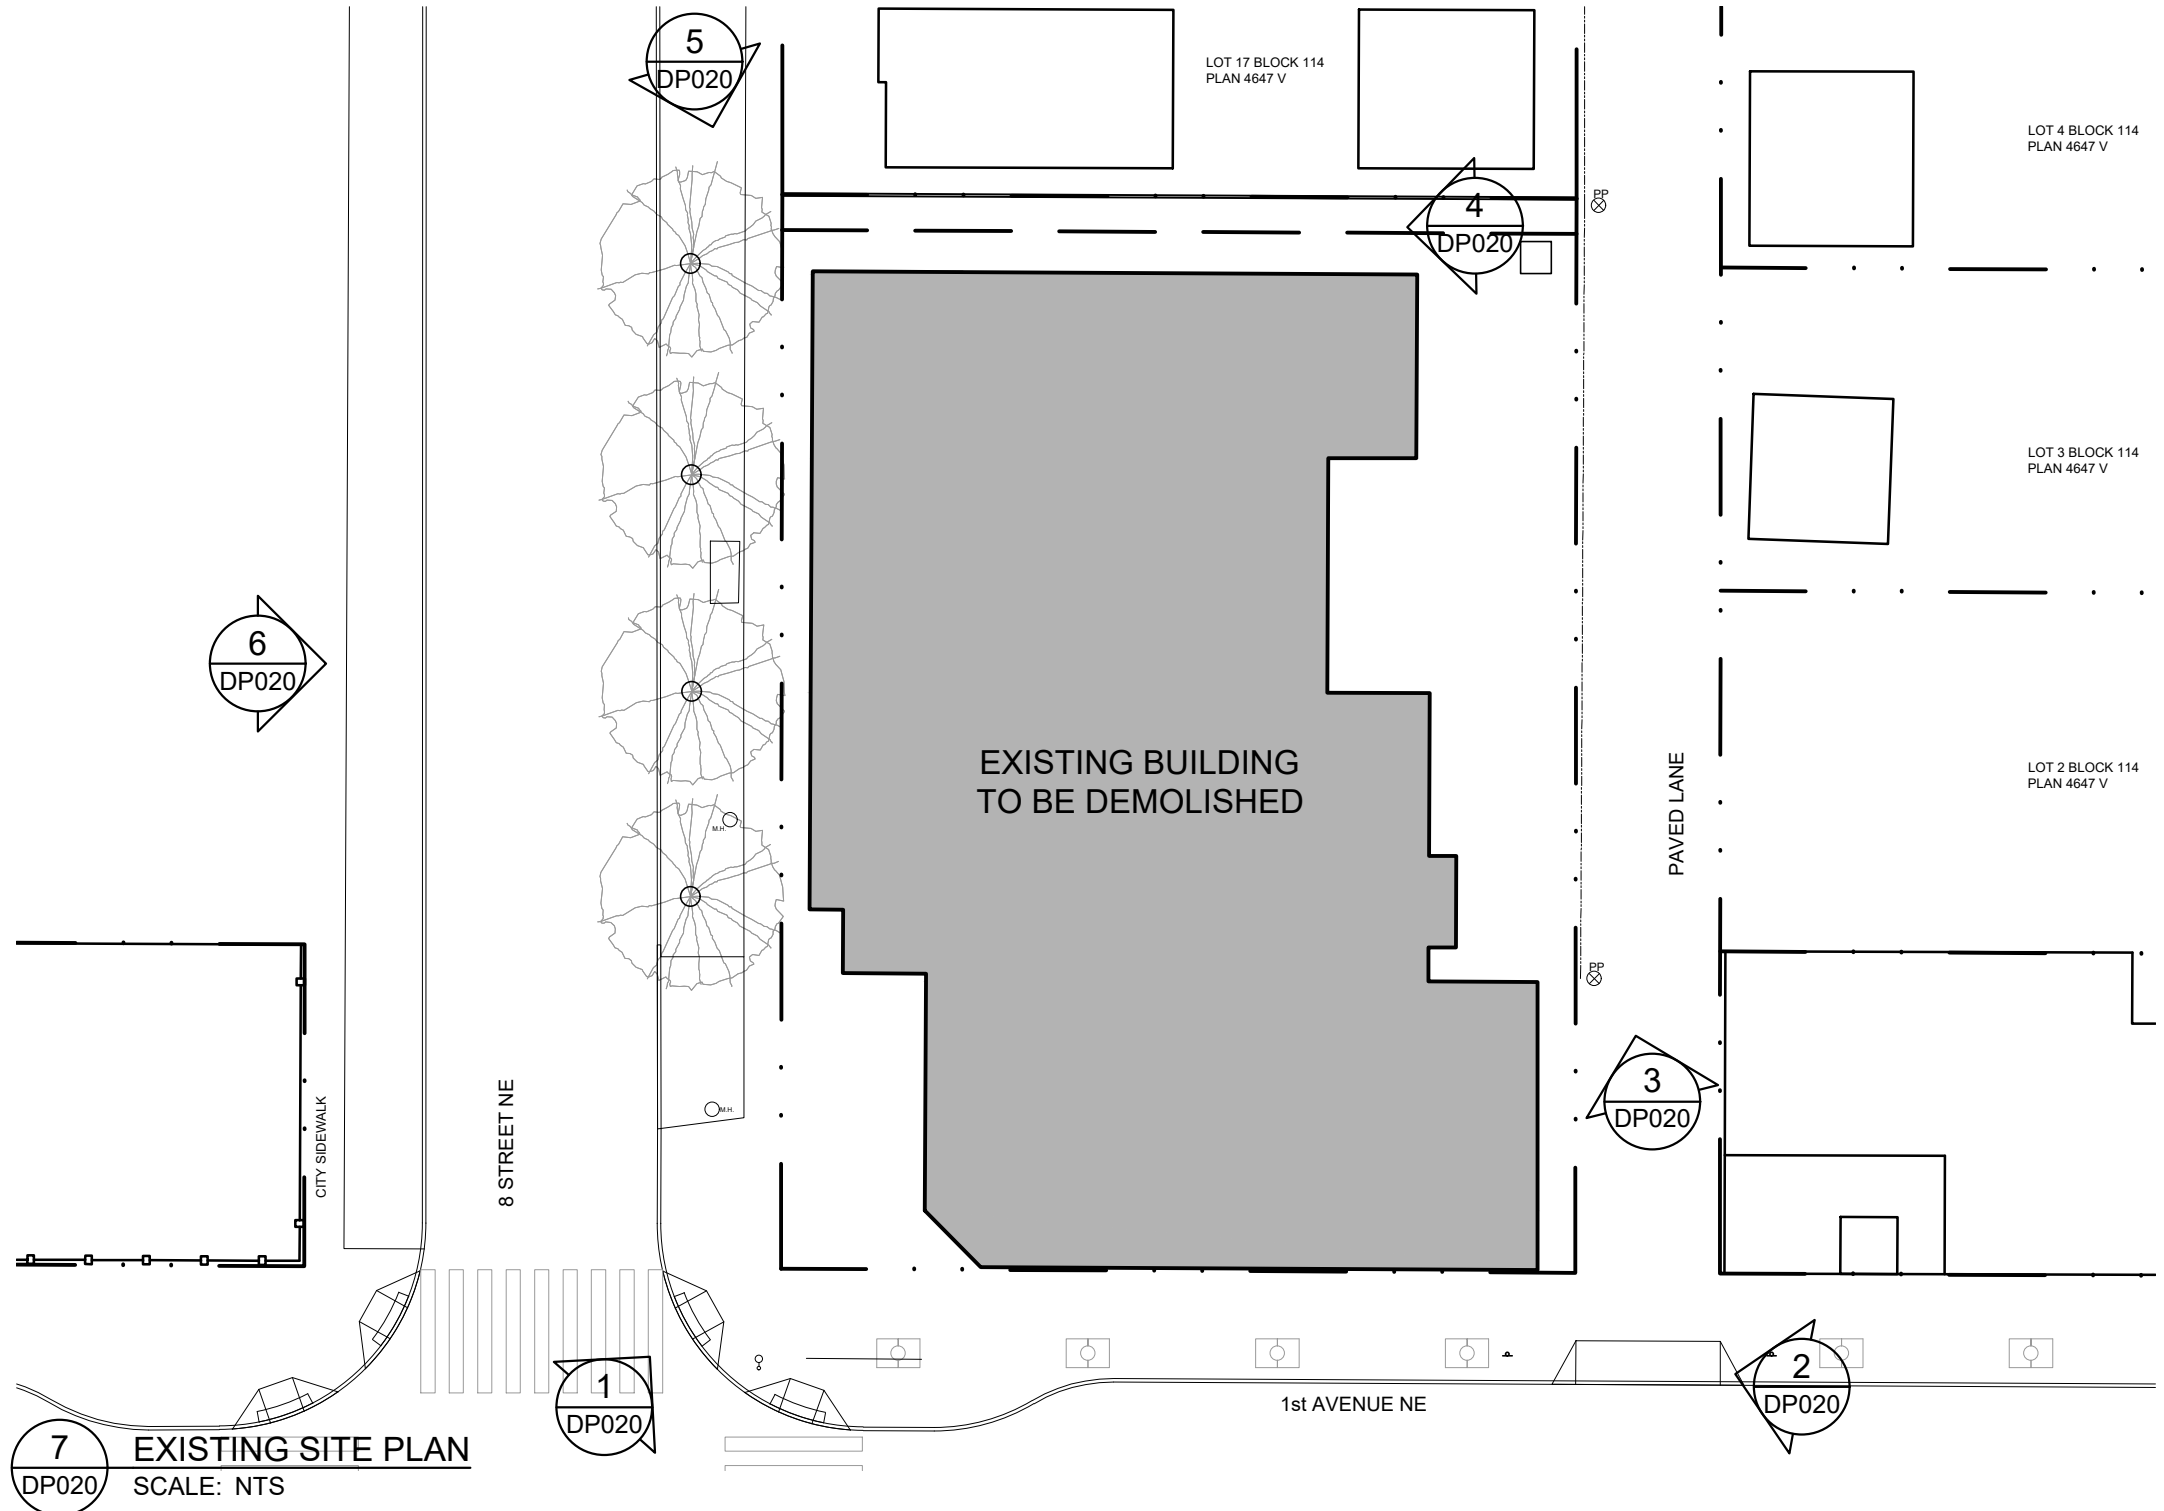 5
DP020
LOT 17 BLOCK 114
PLAN 4647 V
LOT 4 BLOCK 114
PLAN 4647 V
PP
4
DP020
LOT 3 BLOCK 114
PLAN 4647 V
6
DP020
EXISTING BUILDING
TO BE DEMOLISHED
PAVED LANE
LOT 2 BLOCK 114
PLAN 4647 V
M.H.
PP
3
DP020
8 STREET NE
CITY SIDEWALK
M.H.
1
DP020
2
DP020
1st AVENUE NE
7
DP020
EXISTING SITE PLAN
SCALE: NTS